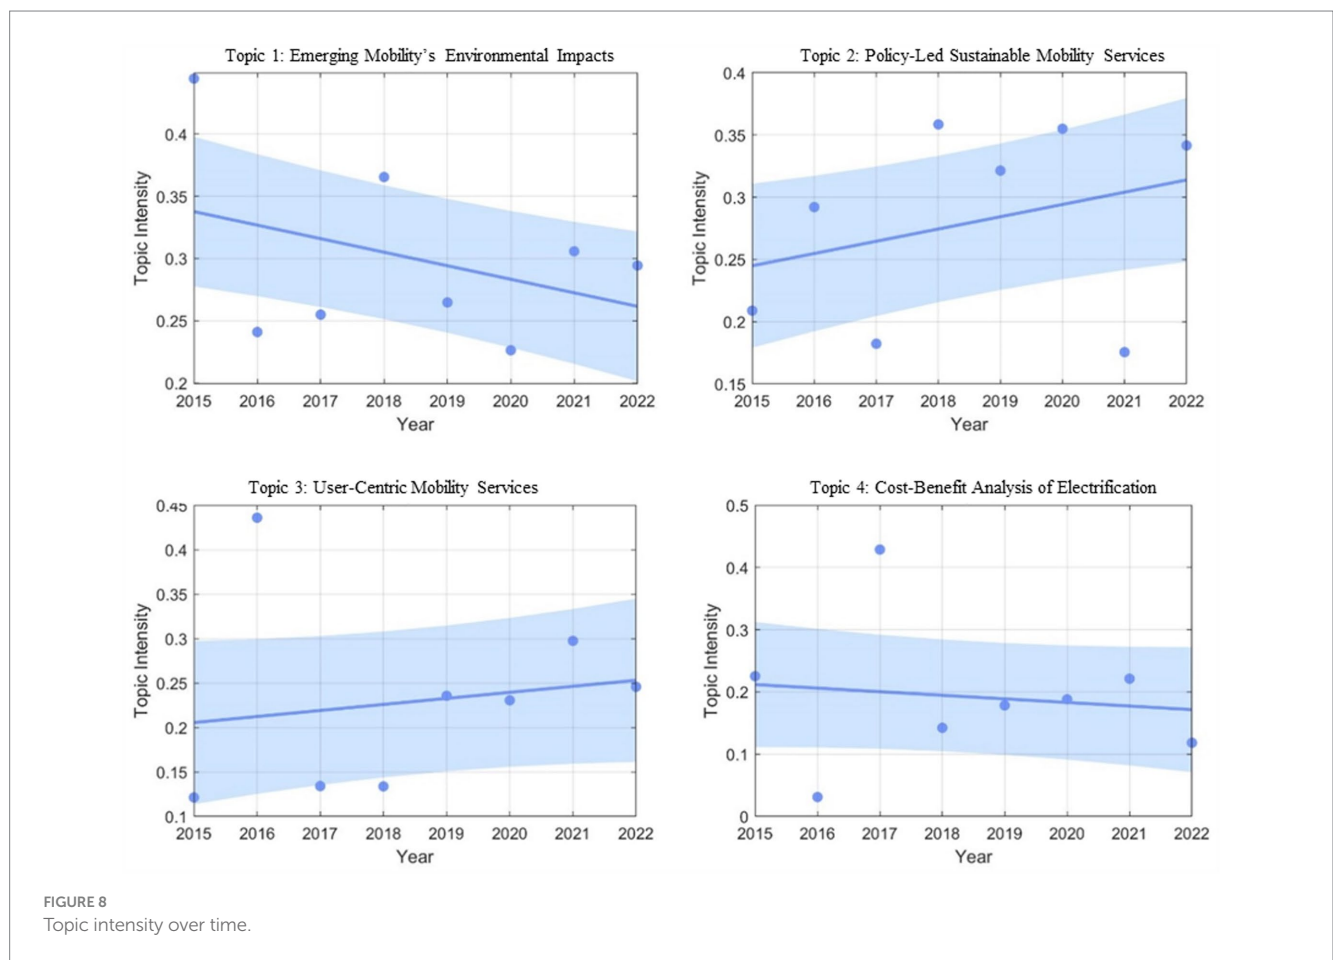 Topic 1: Emerging Mobility's Environmental Impacts
0.4
0.35
0.3
0.25
0.2
Topic Intensity
2015 2016 2017 2018 2019 2020 2021 2022
Year
Topic 2: Policy-Led Sustainable Mobility Services
0.4
0.35
0.3
0.25
0.2
0.15
Topic Intensity
2015 2016 2017 2018 2019 2020 2021 2022
Year
Topic 3: User-Centric Mobility Services
0.45
0.4
0.35
0.3
0.25
0.2
0.15
0.1
Topic Intensity
2015 2016 2017 2018 2019 2020 2021 2022
Year
Topic 4: Cost-Benefit Analysis of Electrification
0.5
0.4
0.3
0.2
0.1
0
Topic Intensity
2015 2016 2017 2018 2019 2020 2021 2022
Year
FIGURE 8
Topic intensity over time.